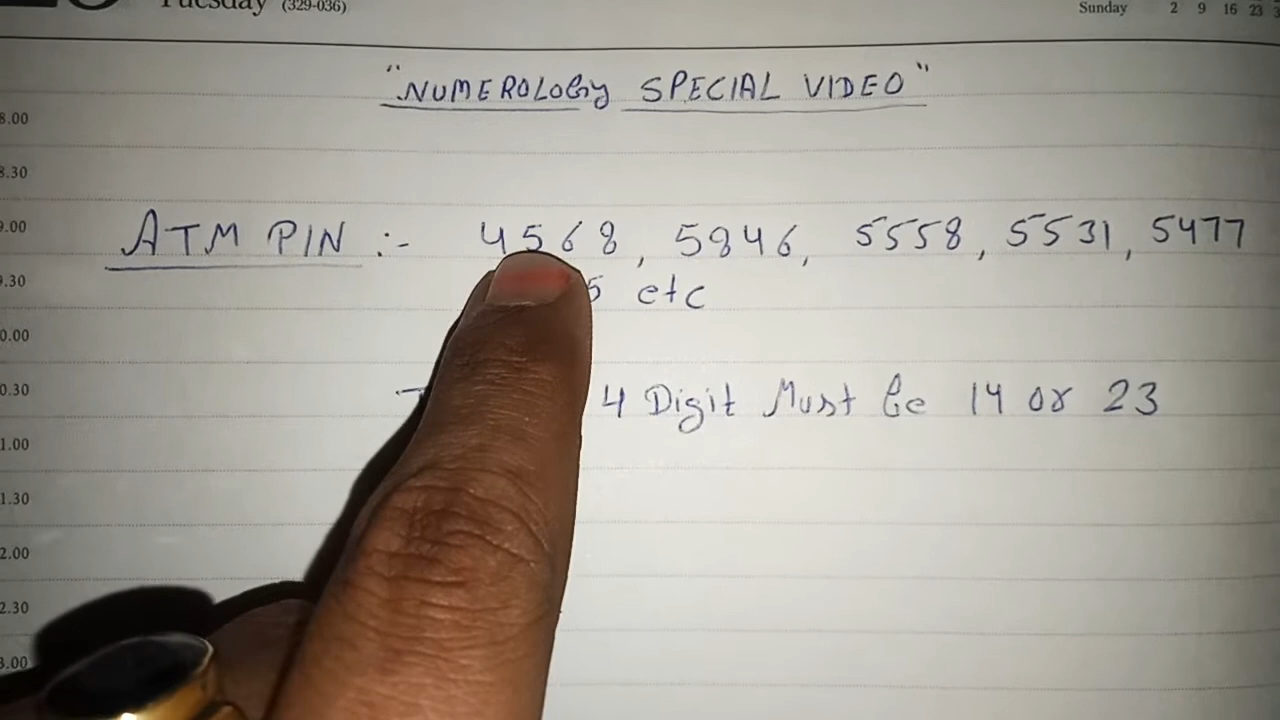 Tuesday (329-036)
Sunday 2 9 16 23
"NUMEROLOGY SPECIAL VIDEO"
8.00
8.30
9.00 ATM PIN :- 4568, 5846, 5558, 5531, 5477
9.30 5 etc
0.00
0.30 4 Digit Must be 14 or 23
1.00
1.30
2.00
2.30
3.00